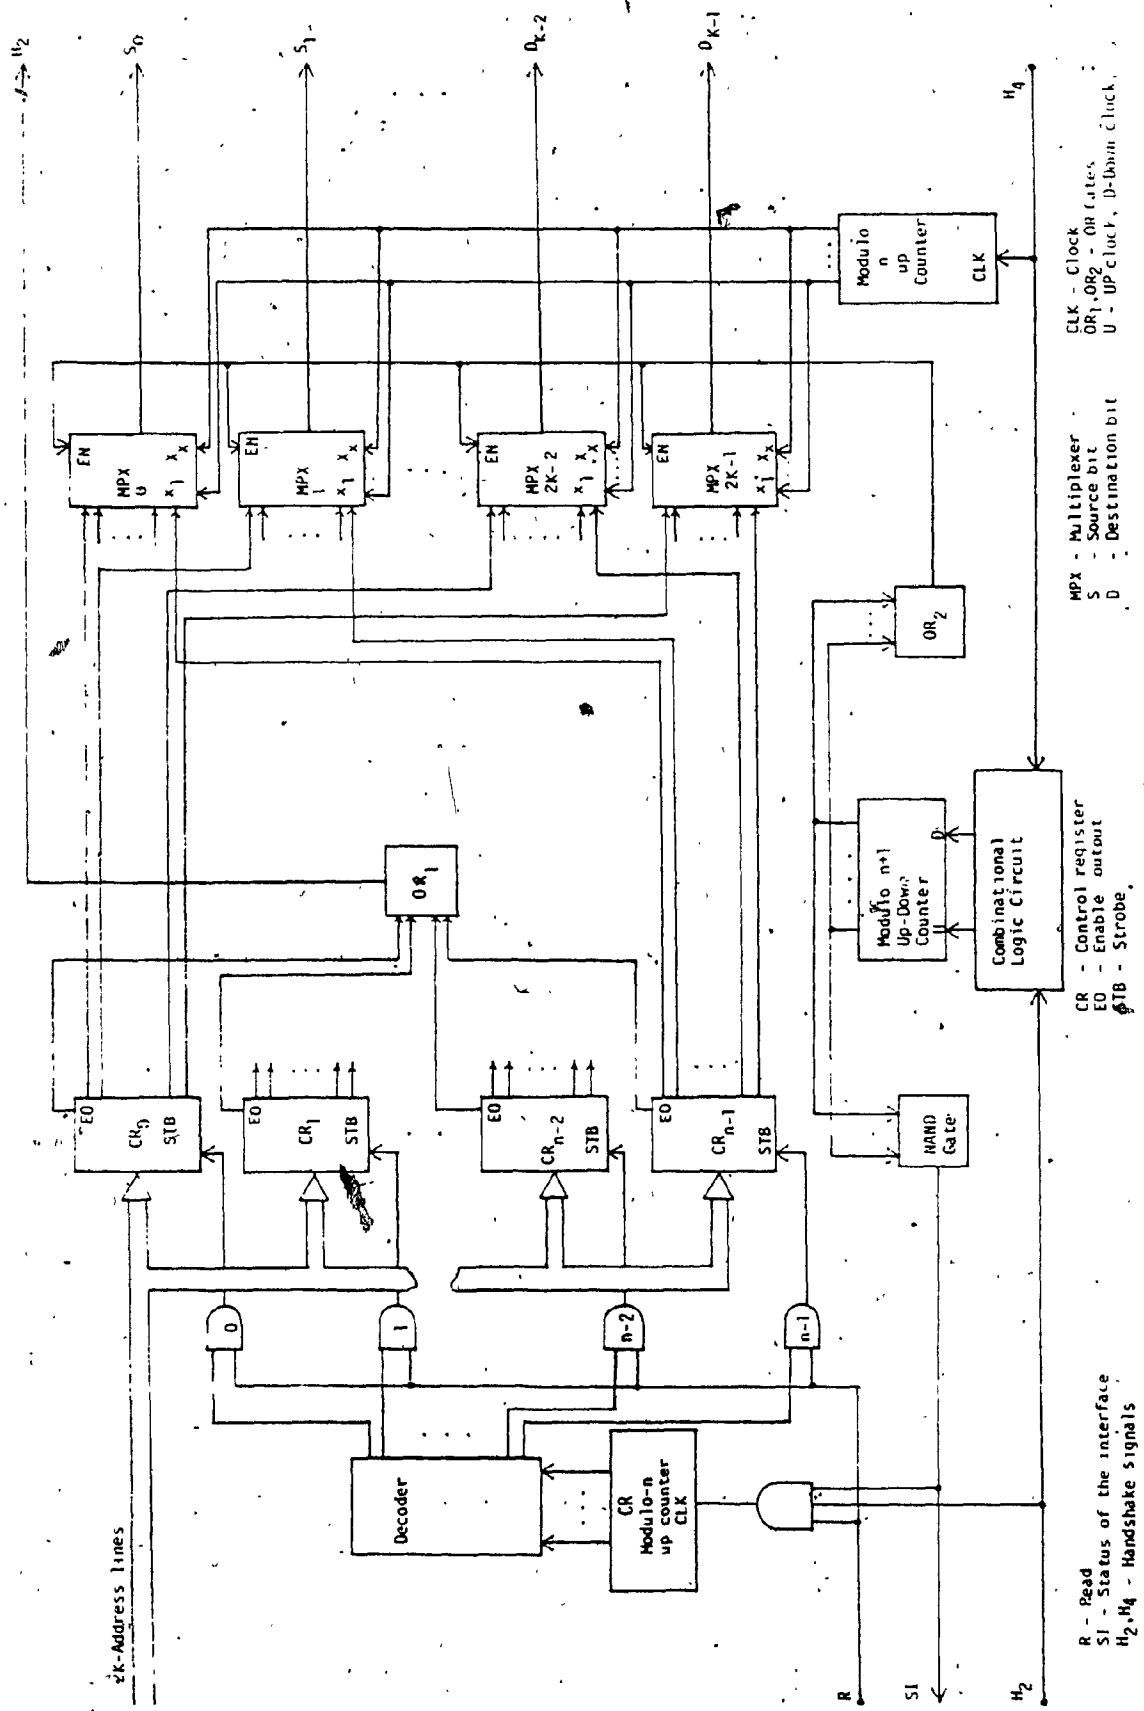 2K-Address lines
R
SI
H2
Decoder
CR
Modulo-n
up counter
CLK
0
1
n-2
n-1
CR0
EO
STB
CR1
EO
STB
CRn-2
EO
STB
CRn-1
EO
STB
NAND
Gate
OR1
Modulo n+1
Up-Down
Counter
U
D
Combinational
Logic Circuit
OR2
MPX
0
EN
X1 XX
MPX
1
EN
X1 XX
MPX
2K-2
EN
X1 XX
MPX
2K-1
EN
X1 XX
Modulo
n
up
Counter
CLK
H2
S0
S1
DK-2
DK-1
H4
R - Read
SI - Status of the interface
H2,H4 - Handshake signals
CR - Control register
EO - Enable outout
STB - Strobe.
MPX - Multiplexer
S - Source bit
D - Destination bit
CLK - Clock
OR1,OR2 - OR Gates
U - UP clock, D-Down clock.